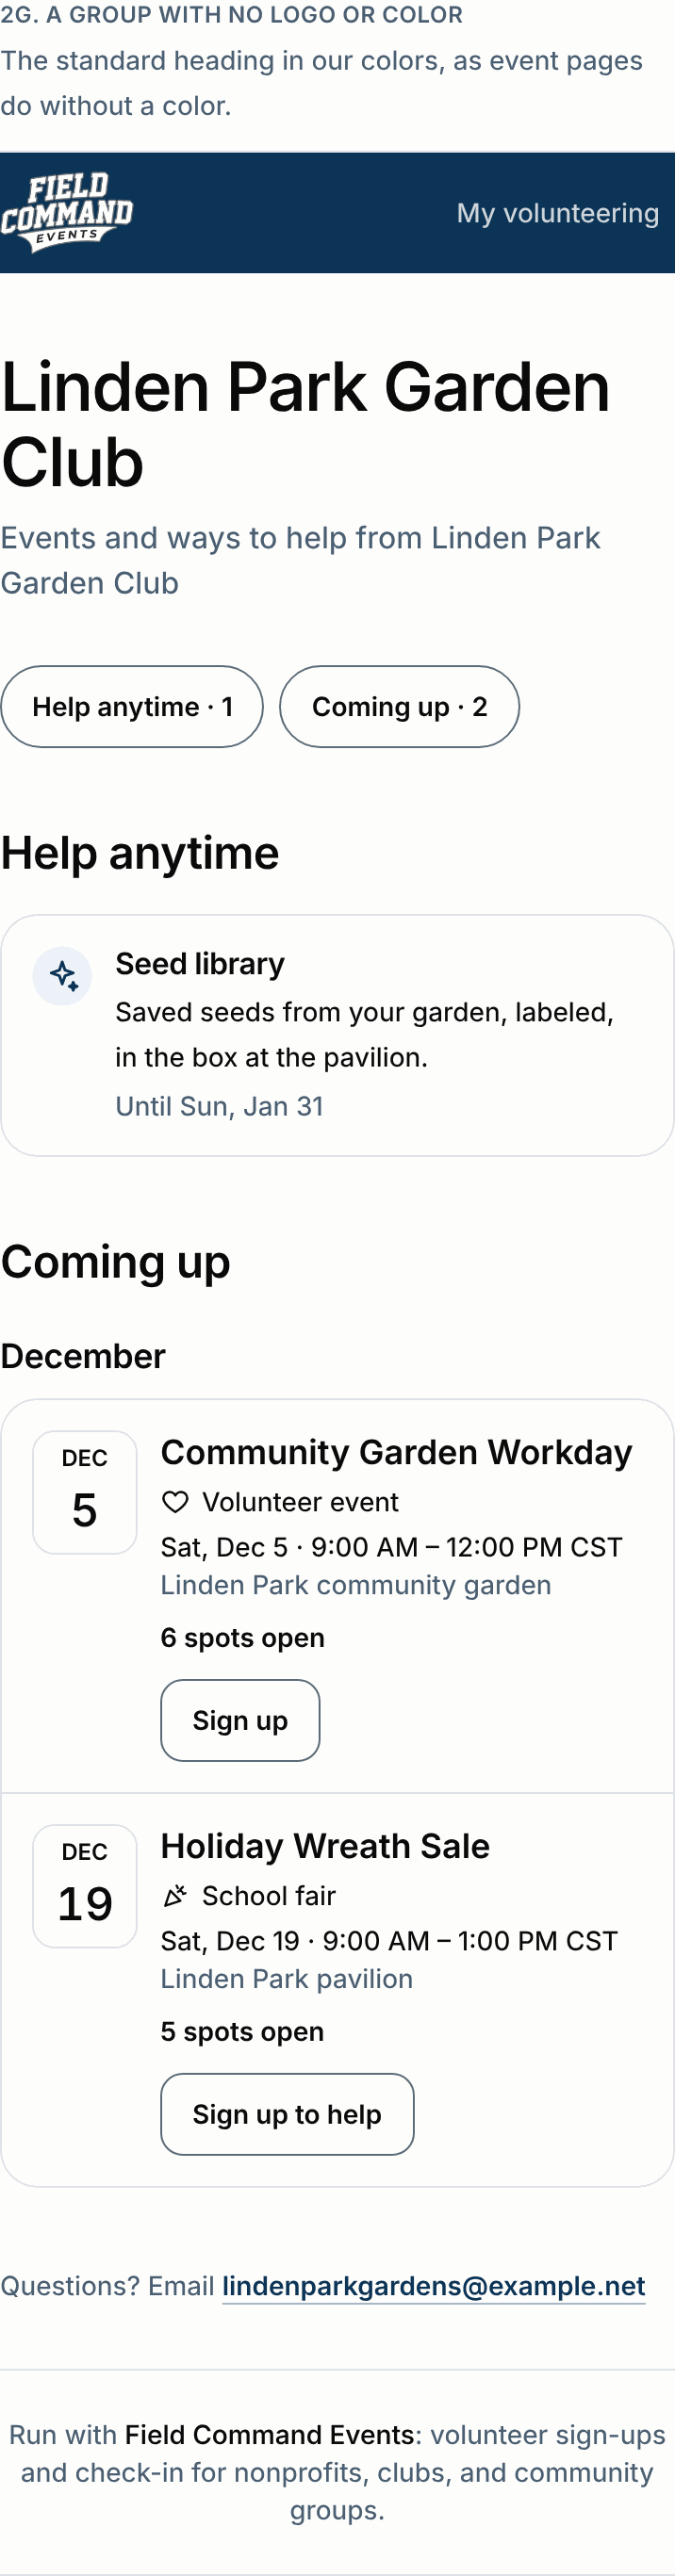 2G. A GROUP WITH NO LOGO OR COLOR
The standard heading in our colors, as event pages
do without a color.
FIELD
COMMAND
EVENTS
My volunteering
Linden Park Garden
Club
Events and ways to help from Linden Park
Garden Club
Help anytime · 1
Coming up · 2
Help anytime
Seed library
Saved seeds from your garden, labeled,
in the box at the pavilion.
Until Sun, Jan 31
Coming up
December
DEC
5
Community Garden Workday
Volunteer event
Sat, Dec 5 · 9:00 AM – 12:00 PM CST
Linden Park community garden
6 spots open
Sign up
DEC
19
Holiday Wreath Sale
School fair
Sat, Dec 19 · 9:00 AM – 1:00 PM CST
Linden Park pavilion
5 spots open
Sign up to help
Questions? Email lindenparkgardens@example.net
Run with Field Command Events: volunteer sign-ups
and check-in for nonprofits, clubs, and community
groups.